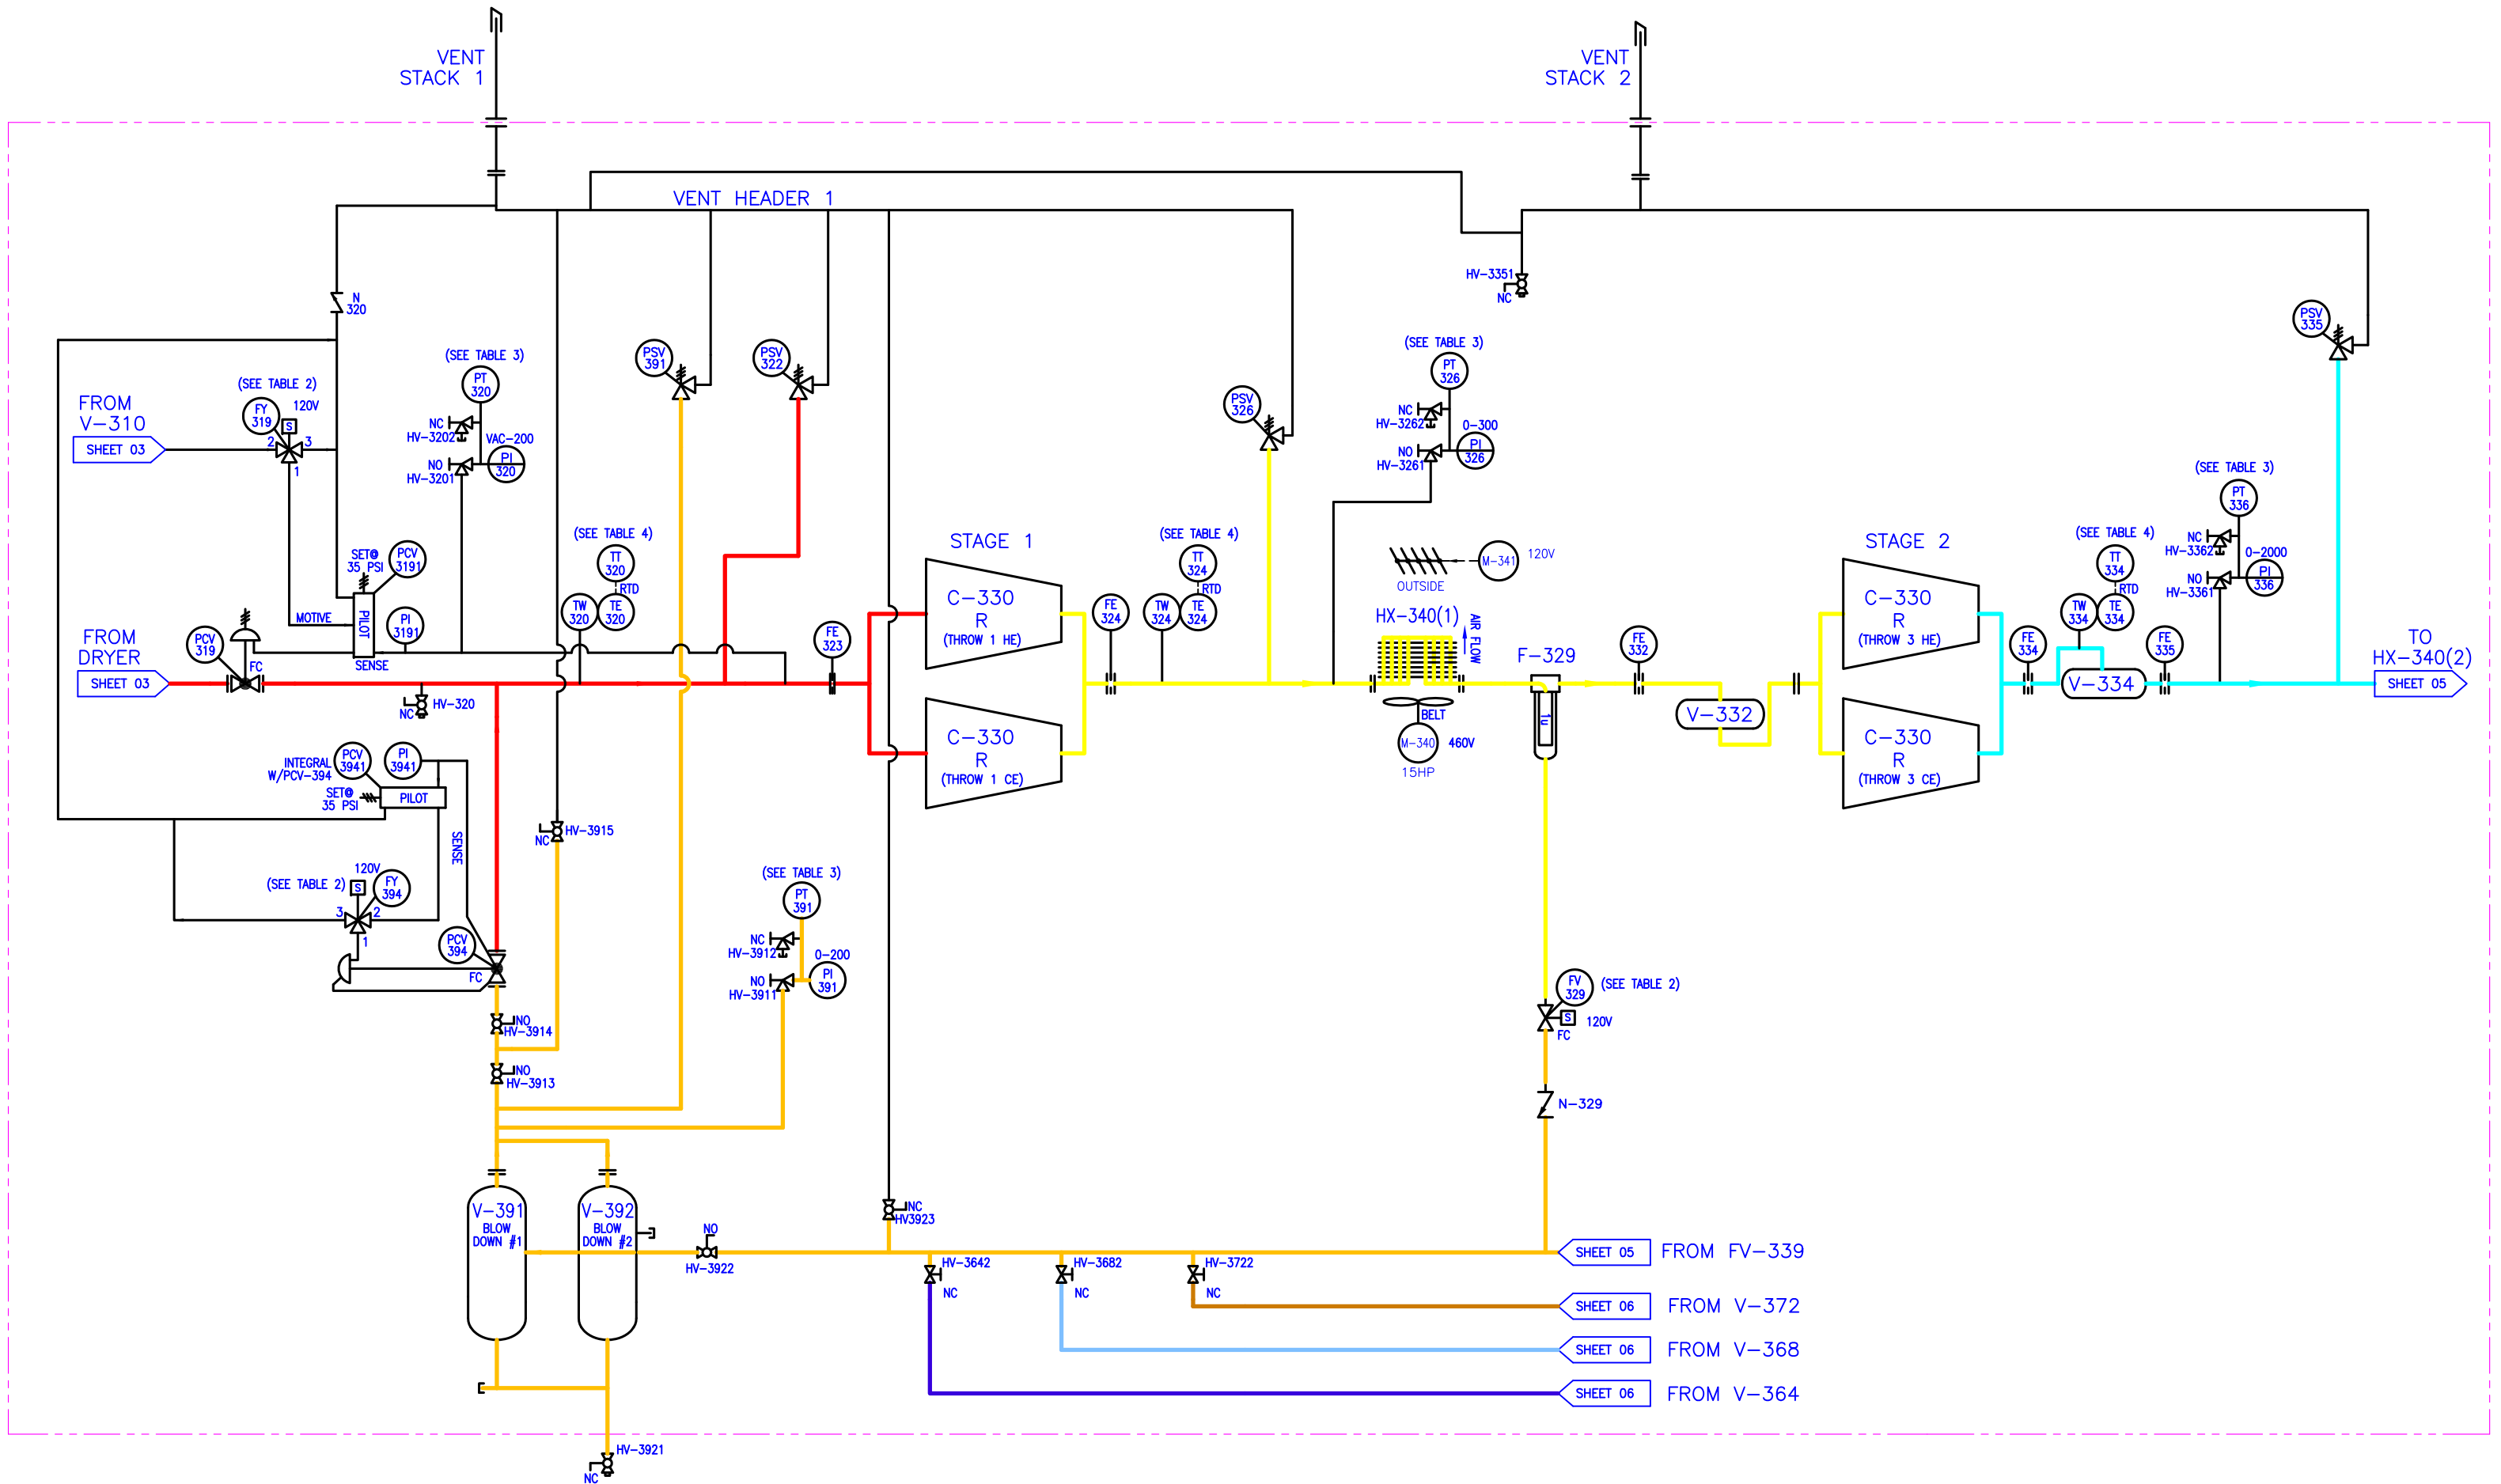 VENT
STACK 1
VENT
STACK 2
VENT HEADER 1
N
320
HV-3351
NC
PSV
335
(SEE TABLE 3)
PT
320
NC
HV-3202
VAC-200
PI
320
NO
HV-3201
(SEE TABLE 2)
FY
319
120V
S
2
3
1
FROM
V-310
SHEET 03
PSV
391
PSV
322
PSV
326
(SEE TABLE 3)
PT
326
NC
HV-3262
0-300
PI
326
NO
HV-3261
(SEE TABLE 3)
PT
336
NC
HV-3362
0-2000
PI
336
NO
HV-3361
SET@
35 PSI
PCV
3191
MOTIVE
PILOT
PI
3191
SENSE
(SEE TABLE 4)
TT
320
RTD
TW
320
TE
320
FE
323
STAGE 1
C-330
R
(THROW 1 HE)
C-330
R
(THROW 1 CE)
FE
324
(SEE TABLE 4)
TT
324
RTD
TW
324
TE
324
M-341
120V
OUTSIDE
HX-340(1)
AIR FLOW
BELT
M-340
460V
15HP
F-329
1u
FE
332
V-332
STAGE 2
C-330
R
(THROW 3 HE)
C-330
R
(THROW 3 CE)
FE
334
(SEE TABLE 4)
TT
334
RTD
TW
334
TE
334
V-334
FE
335
TO
HX-340(2)
SHEET 05
FROM
DRYER
SHEET 03
PCV
319
FC
HV-320
NC
INTEGRAL
W/PCV-394
PCV
3941
PI
3941
SET@
35 PSI
PILOT
SENSE
120V
(SEE TABLE 2)
S
FY
394
3
2
1
PCV
394
FC
HV-3915
NC
NO
HV-3914
NO
HV-3913
(SEE TABLE 3)
PT
391
NC
HV-3912
0-200
PI
391
NO
HV-3911
FV
329
(SEE TABLE 2)
S
120V
FC
N-329
V-391
BLOW
DOWN #1
V-392
BLOW
DOWN #2
NO
HV-3922
NC
HV3923
HV-3642
NC
HV-3682
NC
HV-3722
NC
SHEET 05
FROM FV-339
SHEET 06
FROM V-372
SHEET 06
FROM V-368
SHEET 06
FROM V-364
HV-3921
NC